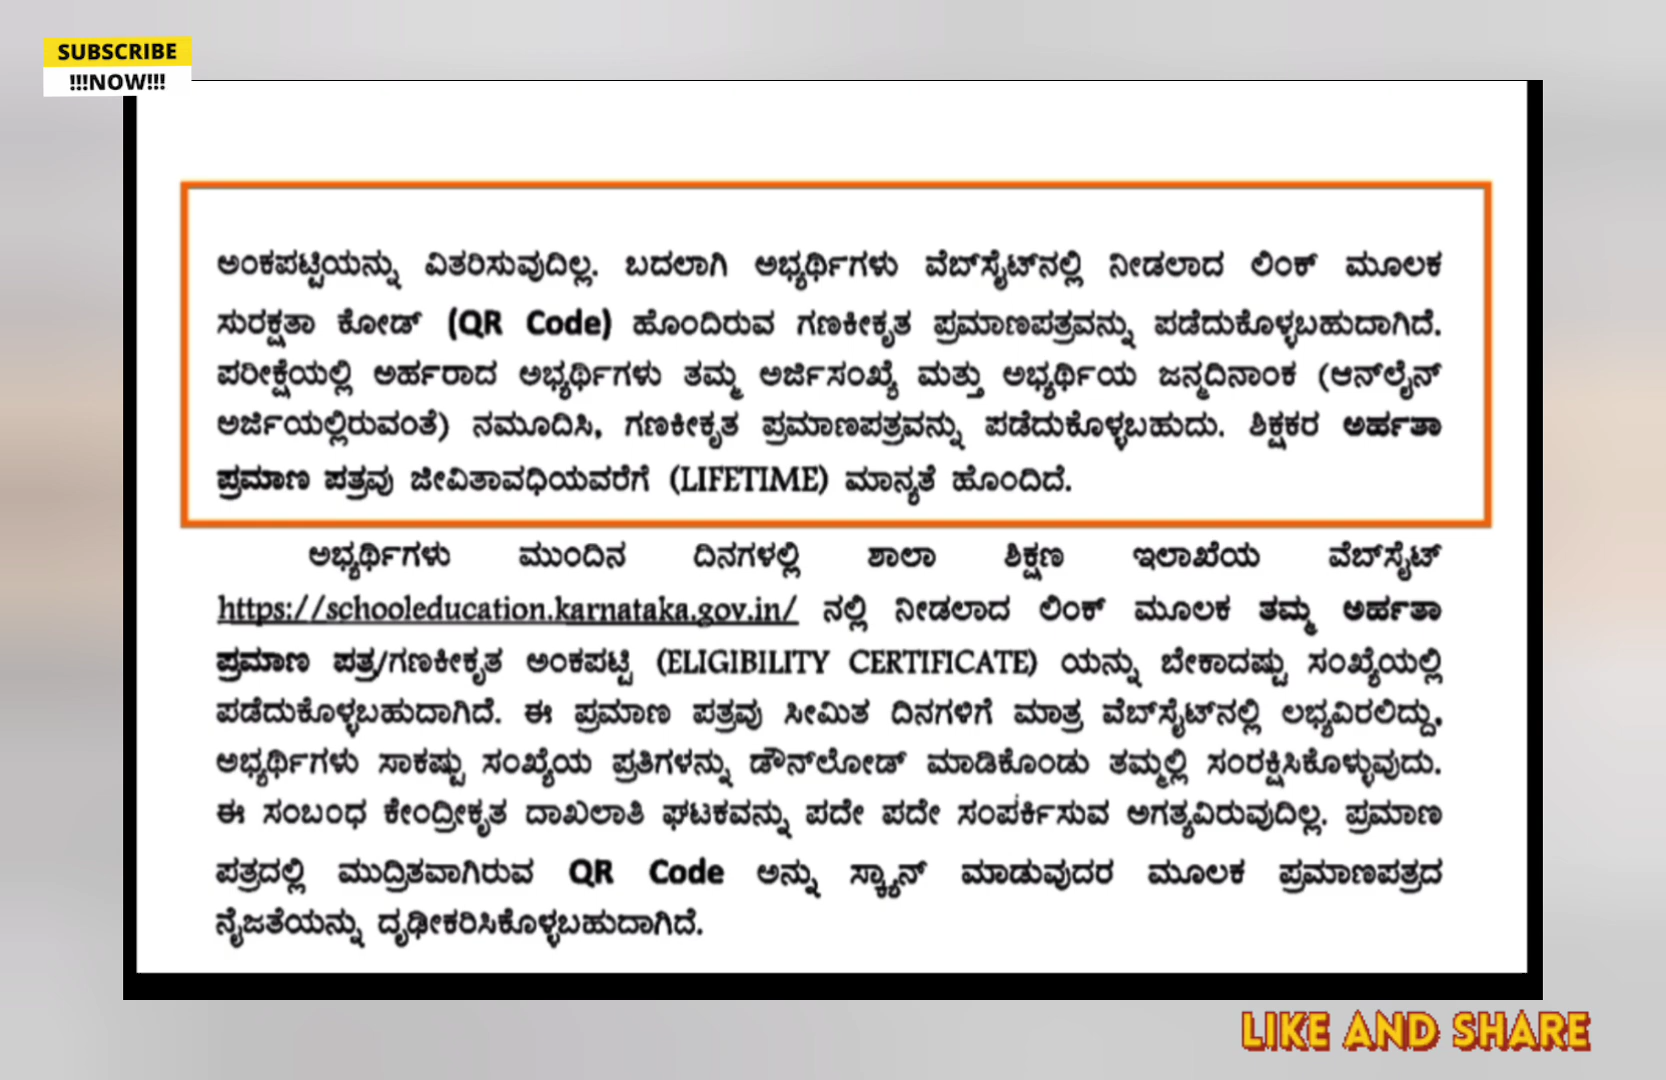 SUBSCRIBE
!!!NOW!!!
ಅಂಕಪಟ್ಟಿಯನ್ನು ವಿತರಿಸುವುದಿಲ್ಲ. ಬದಲಾಗಿ ಅಭ್ಯರ್ಥಿಗಳು ವೆಬ್‌ಸೈಟ್‌ನಲ್ಲಿ ನೀಡಲಾದ ಲಿಂಕ್ ಮೂಲಕ
ಸುರಕ್ಷತಾ ಕೋಡ್ (QR Code) ಹೊಂದಿರುವ ಗಣಕೀಕೃತ ಪ್ರಮಾಣಪತ್ರವನ್ನು ಪಡೆದುಕೊಳ್ಳಬಹುದಾಗಿದೆ.
ಪರೀಕ್ಷೆಯಲ್ಲಿ ಅರ್ಹರಾದ ಅಭ್ಯರ್ಥಿಗಳು ತಮ್ಮ ಅರ್ಜಿಸಂಖ್ಯೆ ಮತ್ತು ಅಭ್ಯರ್ಥಿಯ ಜನ್ಮದಿನಾಂಕ (ಆನ್‌ಲೈನ್
ಅರ್ಜಿಯಲ್ಲಿರುವಂತೆ) ನಮೂದಿಸಿ, ಗಣಕೀಕೃತ ಪ್ರಮಾಣಪತ್ರವನ್ನು ಪಡೆದುಕೊಳ್ಳಬಹುದು. ಶಿಕ್ಷಕರ ಅರ್ಹತಾ
ಪ್ರಮಾಣ ಪತ್ರವು ಜೀವಿತಾವಧಿಯವರೆಗೆ (LIFETIME) ಮಾನ್ಯತೆ ಹೊಂದಿದೆ.
ಅಭ್ಯರ್ಥಿಗಳು ಮುಂದಿನ ದಿನಗಳಲ್ಲಿ ಶಾಲಾ ಶಿಕ್ಷಣ ಇಲಾಖೆಯ ವೆಬ್‌ಸೈಟ್
https://schooleducation.karnataka.gov.in/ ನಲ್ಲಿ ನೀಡಲಾದ ಲಿಂಕ್ ಮೂಲಕ ತಮ್ಮ ಅರ್ಹತಾ
ಪ್ರಮಾಣ ಪತ್ರ/ಗಣಕೀಕೃತ ಅಂಕಪಟ್ಟಿ (ELIGIBILITY CERTIFICATE) ಯನ್ನು ಬೇಕಾದಷ್ಟು ಸಂಖ್ಯೆಯಲ್ಲಿ
ಪಡೆದುಕೊಳ್ಳಬಹುದಾಗಿದೆ. ಈ ಪ್ರಮಾಣ ಪತ್ರವು ಸೀಮಿತ ದಿನಗಳಿಗೆ ಮಾತ್ರ ವೆಬ್‌ಸೈಟ್‌ನಲ್ಲಿ ಲಭ್ಯವಿರಲಿದ್ದು,
ಅಭ್ಯರ್ಥಿಗಳು ಸಾಕಷ್ಟು ಸಂಖ್ಯೆಯ ಪ್ರತಿಗಳನ್ನು ಡೌನ್‌ಲೋಡ್ ಮಾಡಿಕೊಂಡು ತಮ್ಮಲ್ಲಿ ಸಂರಕ್ಷಿಸಿಕೊಳ್ಳುವುದು.
ಈ ಸಂಬಂಧ ಕೇಂದ್ರೀಕೃತ ದಾಖಲಾತಿ ಘಟಕವನ್ನು ಪದೇ ಪದೇ ಸಂಪರ್ಕಿಸುವ ಅಗತ್ಯವಿರುವುದಿಲ್ಲ. ಪ್ರಮಾಣ
ಪತ್ರದಲ್ಲಿ ಮುದ್ರಿತವಾಗಿರುವ QR Code ಅನ್ನು ಸ್ಕ್ಯಾನ್ ಮಾಡುವುದರ ಮೂಲಕ ಪ್ರಮಾಣಪತ್ರದ
ನೈಜತೆಯನ್ನು ದೃಢೀಕರಿಸಿಕೊಳ್ಳಬಹುದಾಗಿದೆ.
LIKE AND SHARE